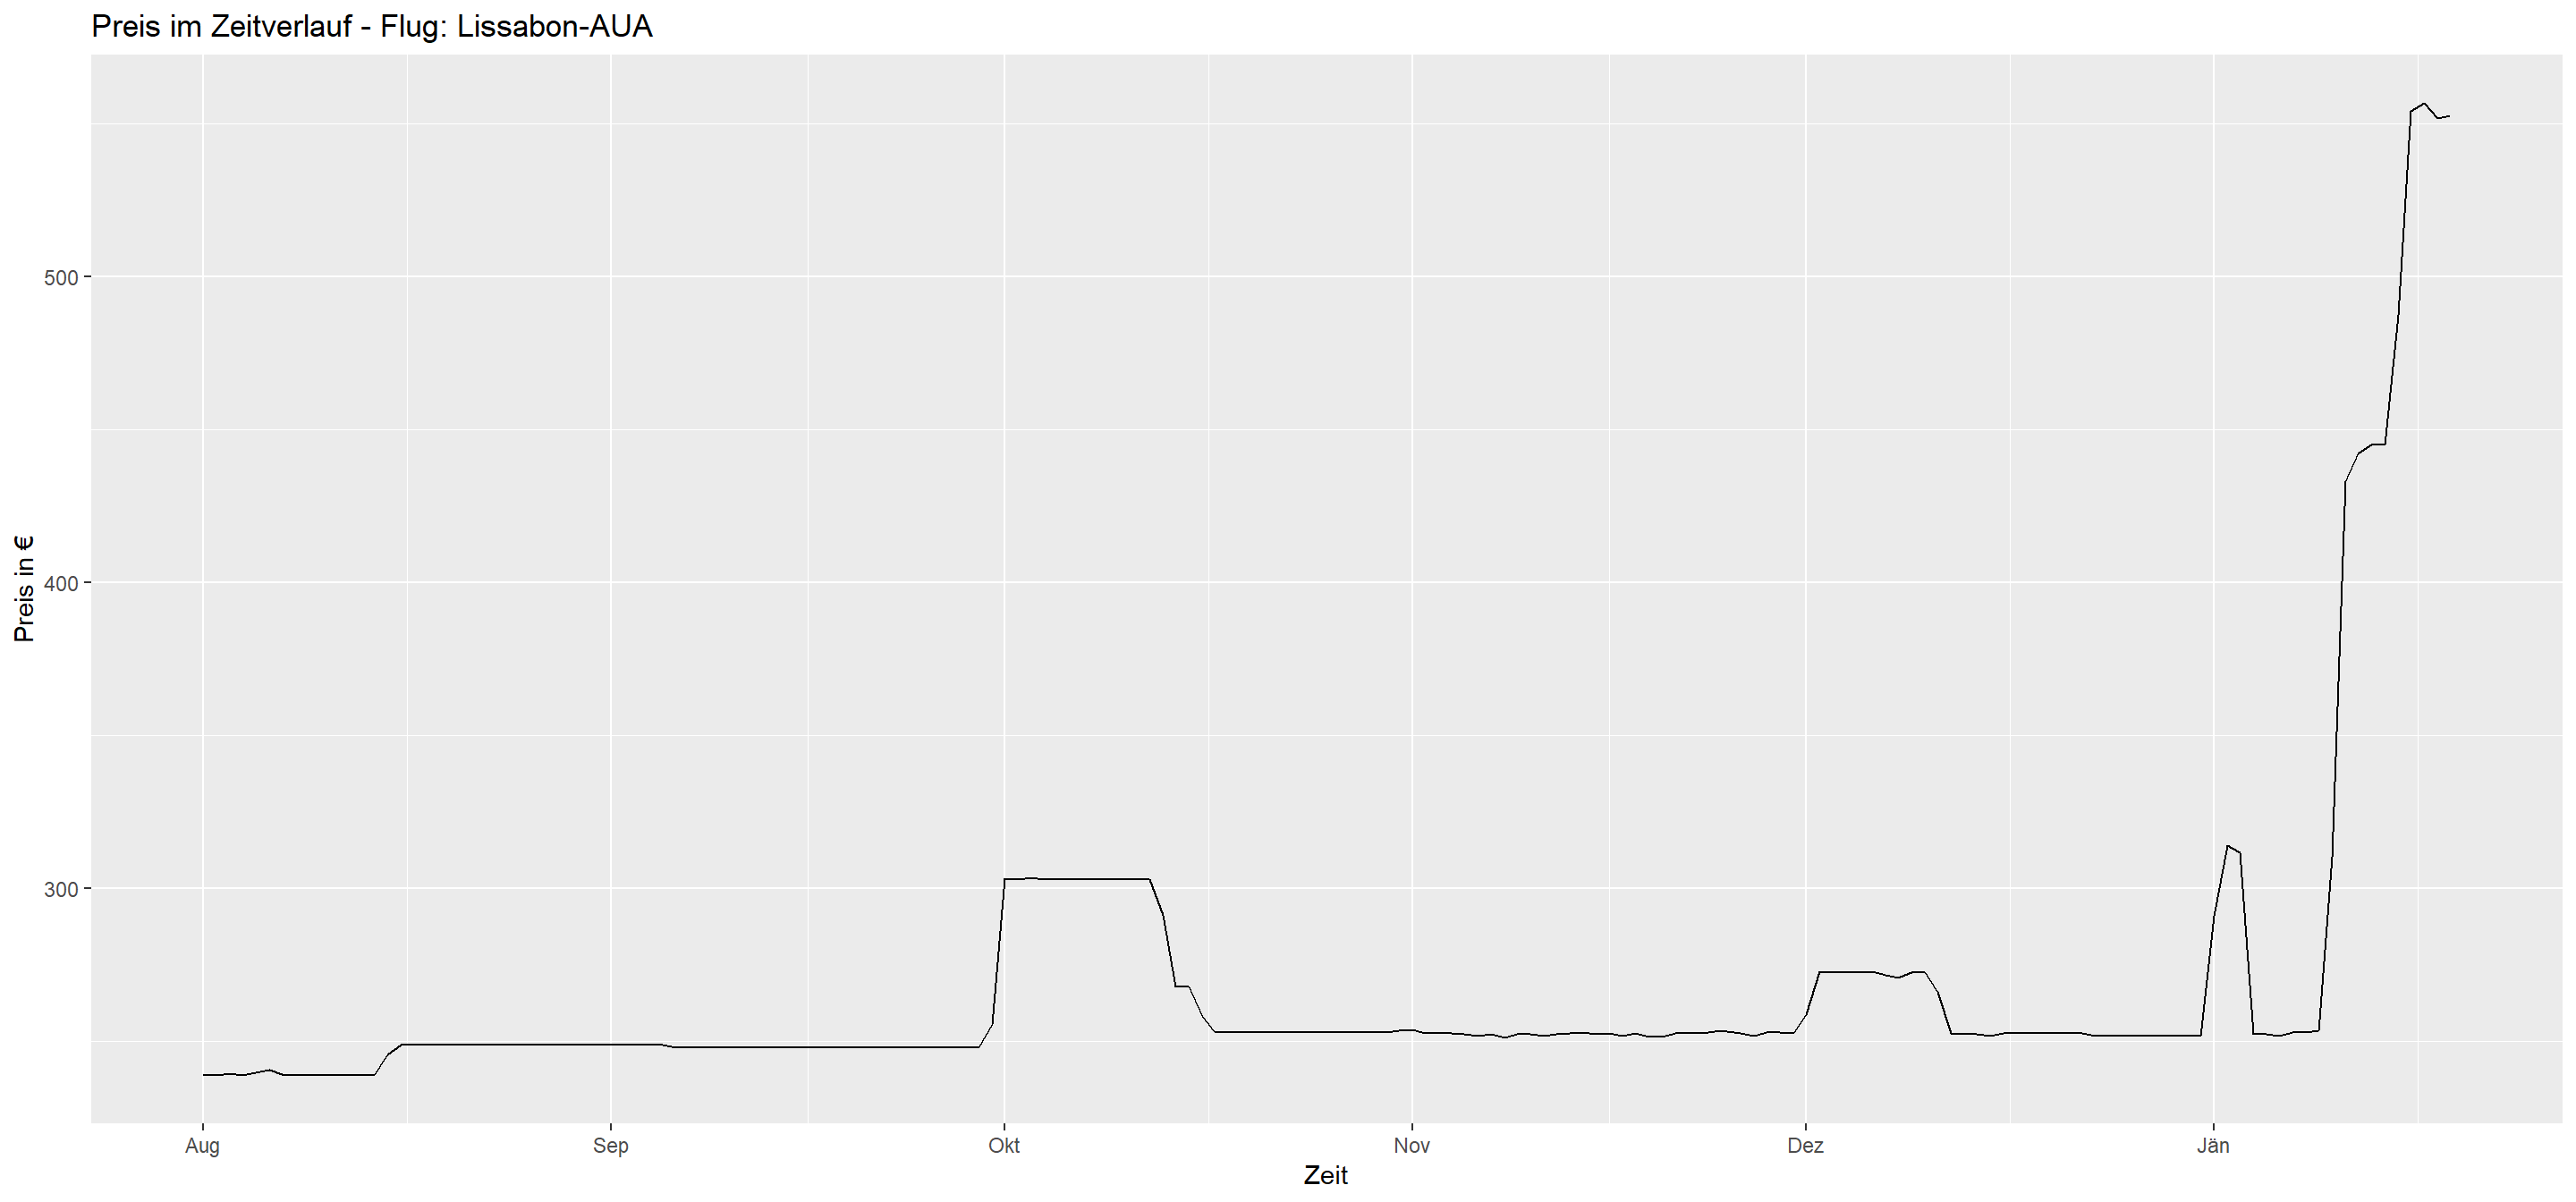 Preis im Zeitverlauf - Flug: Lissabon-AUA
Preis in €
500
400
300
Aug Sep Okt Nov Dez Jän
Zeit